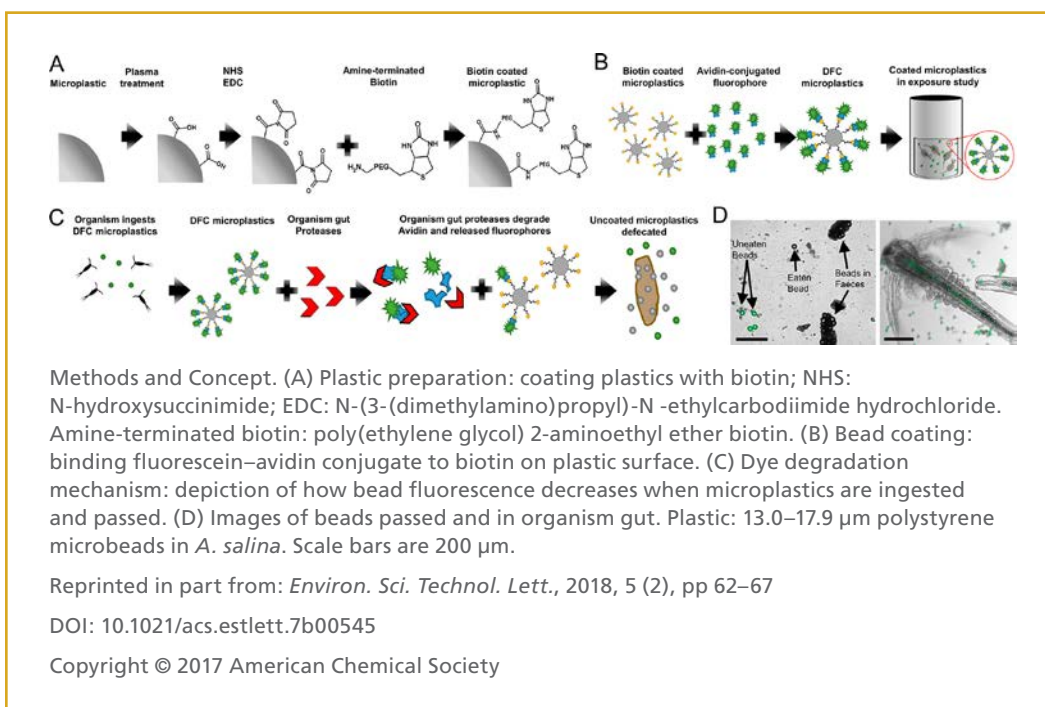 A
Microplastic
Plasma
treatment
NHS
EDC
Amine-terminated
Biotin
Biotin coated
microplastic
OH
OH
H₂N
PEG
PEG
PEG
B
Biotin coated
microplastics
Avidin-conjugated
fluorophore
DFC
microplastics
Coated microplastics
in exposure study
C
Organism ingests
DFC microplastics
DFC microplastics
Organism gut
Proteases
Organism gut proteases degrade
Avidin and released fluorophores
Uncoated microplastics
defecated
D
Uneaten
Beads
Eaten
Bead
Beads in
Faeces
Methods and Concept. (A) Plastic preparation: coating plastics with biotin; NHS:
N-hydroxysuccinimide; EDC: N-(3-(dimethylamino)propyl)-N -ethylcarbodiimide hydrochloride.
Amine-terminated biotin: poly(ethylene glycol) 2-aminoethyl ether biotin. (B) Bead coating:
binding fluorescein–avidin conjugate to biotin on plastic surface. (C) Dye degradation
mechanism: depiction of how bead fluorescence decreases when microplastics are ingested
and passed. (D) Images of beads passed and in organism gut. Plastic: 13.0–17.9 µm polystyrene
microbeads in A. salina. Scale bars are 200 µm.
Reprinted in part from: Environ. Sci. Technol. Lett., 2018, 5 (2), pp 62–67
DOI: 10.1021/acs.estlett.7b00545
Copyright © 2017 American Chemical Society